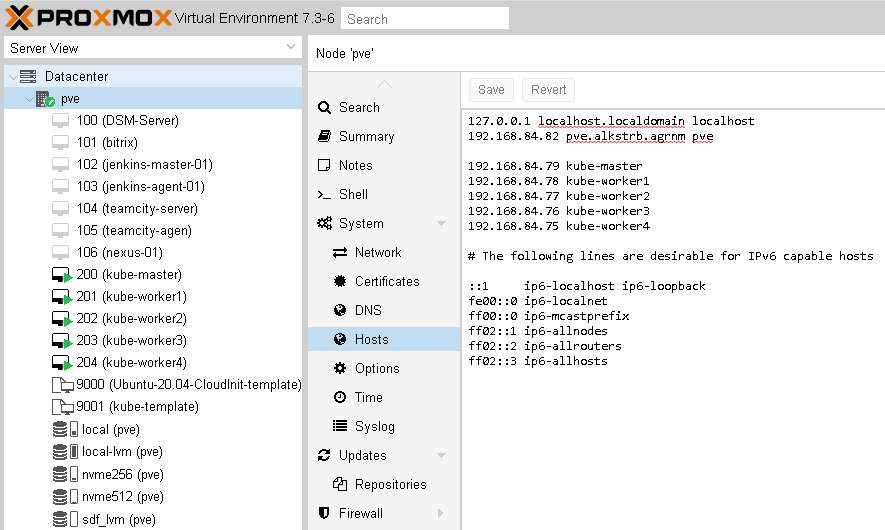 PROXMOX Virtual Environment 7.3-6 Search
Server View
Datacenter
pve
100 (DSM-Server)
101 (bitrix)
102 (jenkins-master-01)
103 (jenkins-agent-01)
104 (teamcity-server)
105 (teamcity-agen)
106 (nexus-01)
200 (kube-master)
201 (kube-worker1)
202 (kube-worker2)
203 (kube-worker3)
204 (kube-worker4)
9000 (Ubuntu-20.04-CloudInit-template)
9001 (kube-template)
local (pve)
local-lvm (pve)
nvme256 (pve)
nvme512 (pve)
sdf_lvm (pve)
Node 'pve'
Search
Summary
Notes
Shell
System
Network
Certificates
DNS
Hosts
Options
Time
Syslog
Updates
Repositories
Firewall
Save Revert
127.0.0.1 localhost.localdomain localhost
192.168.84.82 pve.alkstrb.agrnm pve
192.168.84.79 kube-master
192.168.84.78 kube-worker1
192.168.84.77 kube-worker2
192.168.84.76 kube-worker3
192.168.84.75 kube-worker4
# The following lines are desirable for IPv6 capable hosts
::1 ip6-localhost ip6-loopback
fe00::0 ip6-localnet
ff00::0 ip6-mcastprefix
ff02::1 ip6-allnodes
ff02::2 ip6-allrouters
ff02::3 ip6-allhosts